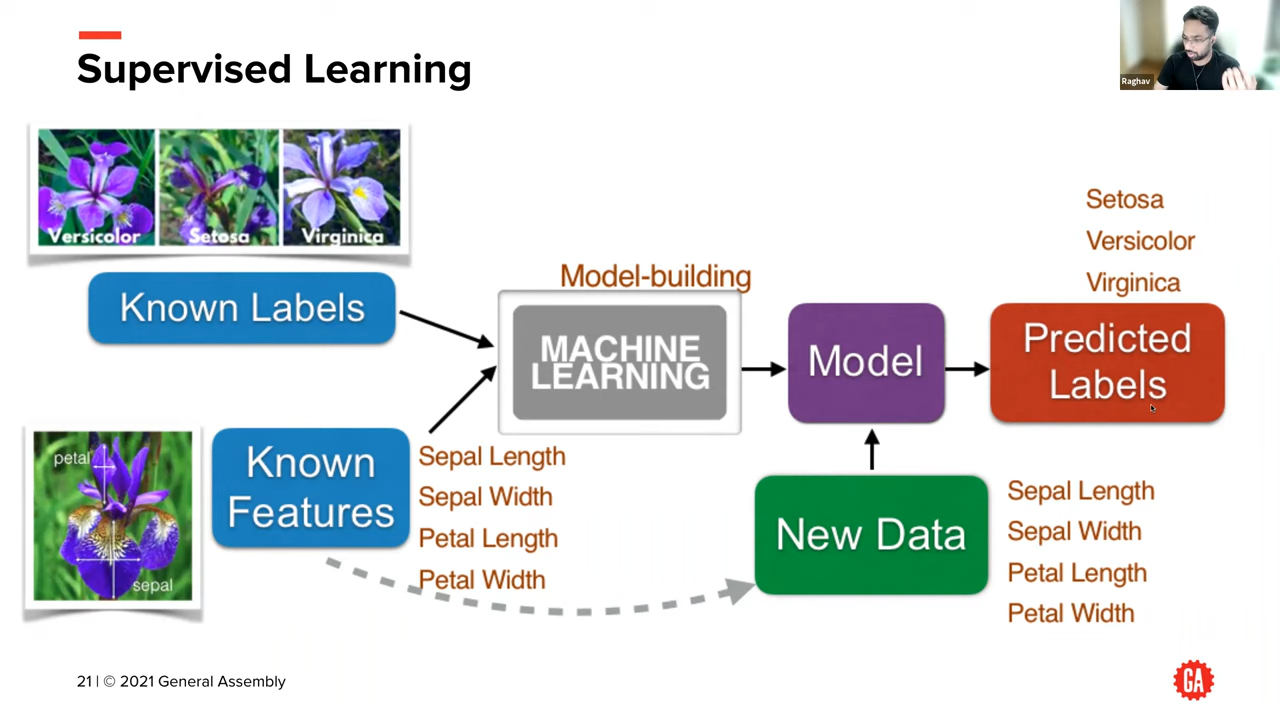 Supervised Learning
Raghav
Versicolor
Setosa
Virginica
Known Labels
Model-building
MACHINE
LEARNING
Model
Setosa
Versicolor
Virginica
Predicted
Labels
petal
sepal
Known
Features
Sepal Length
Sepal Width
Petal Length
Petal Width
New Data
Sepal Length
Sepal Width
Petal Length
Petal Width
21 | © 2021 General Assembly
GA